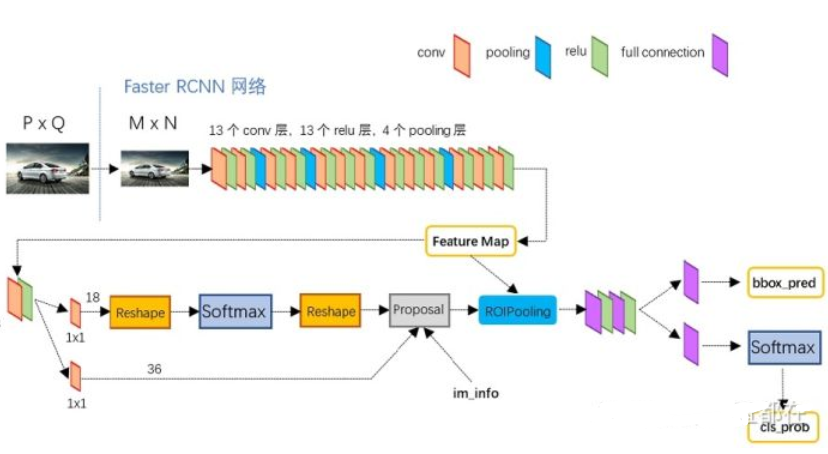 conv
pooling
relu
full connection
Faster RCNN 网络
P x Q
M x N
13 个 conv 层, 13 个 relu 层, 4 个 pooling 层
Feature Map
18
Reshape
Softmax
Reshape
Proposal
ROIPooling
bbox_pred
1x1
Softmax
36
1x1
im_info
cls_prob